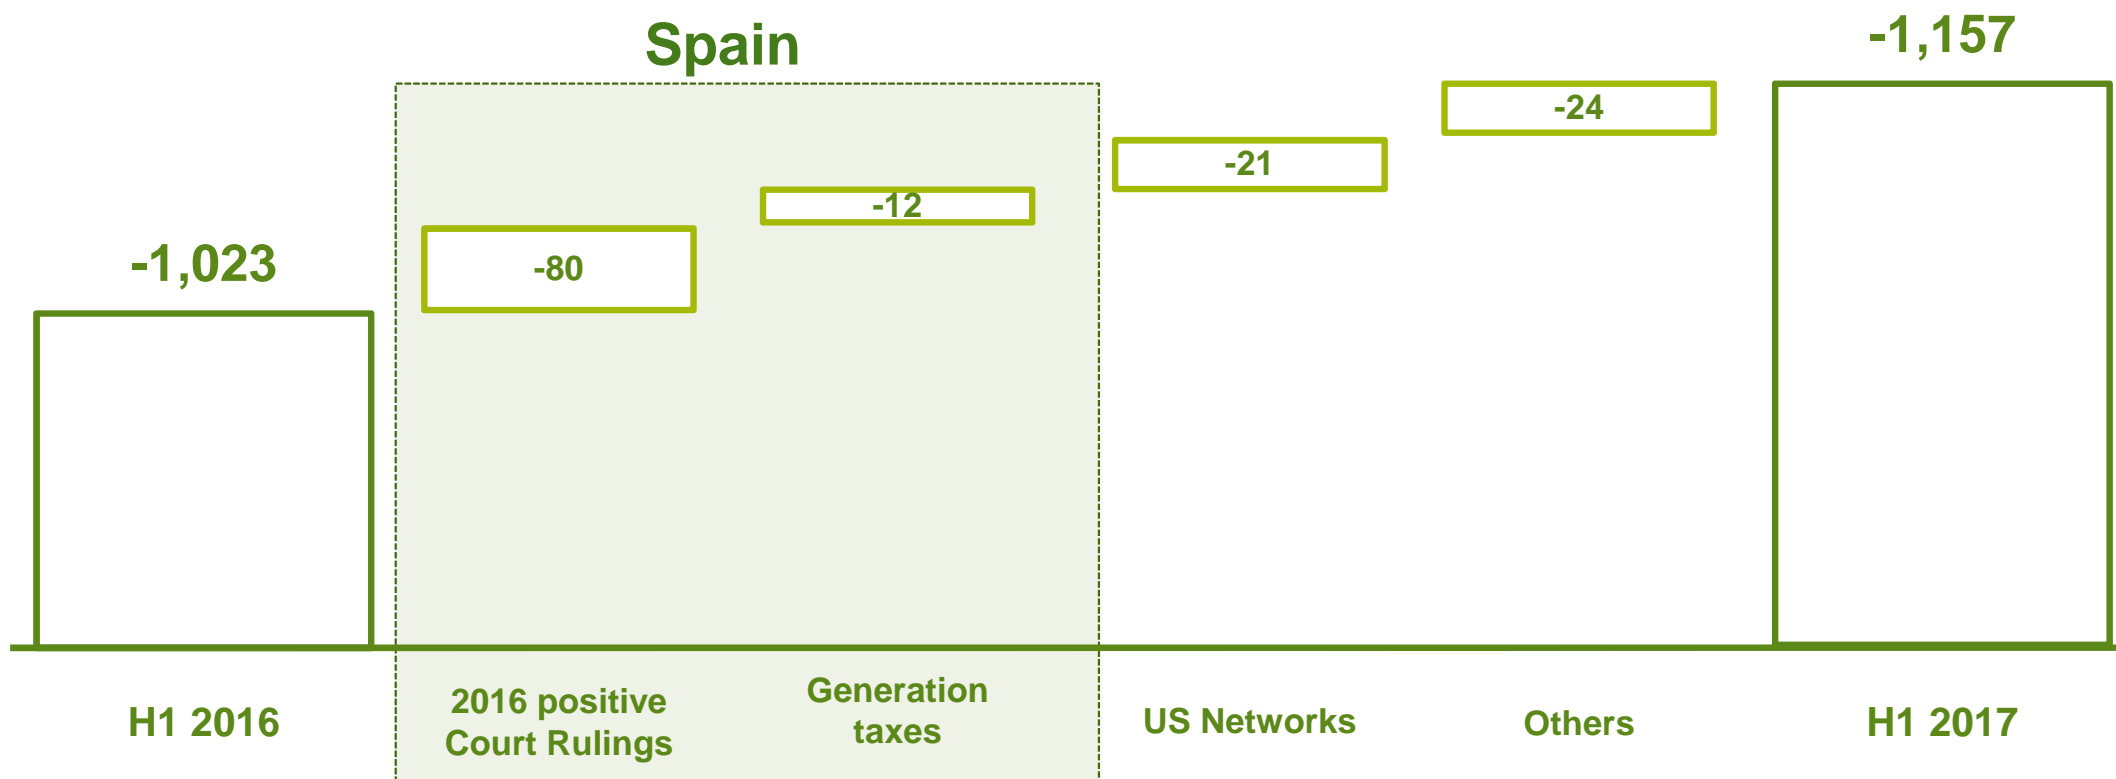 Spain
-1,157
-24
-21
-12
-1,023
-80
H1 2016
2016 positive
Court Rulings
Generation
taxes
US Networks
Others
H1 2017